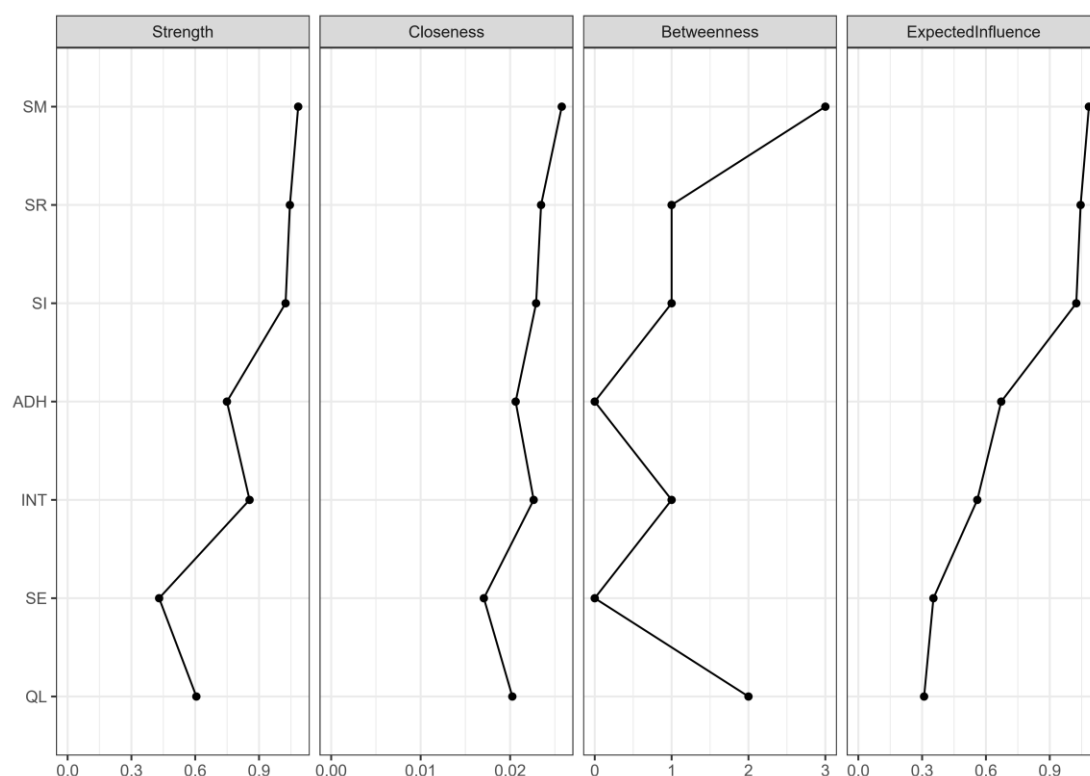 Strength Closeness Betweenness ExpectedInfluence
SM
SR
SI
ADH
INT
SE
QL
0.0 0.3 0.6 0.9 0.00 0.01 0.02 0 1 2 3 0.0 0.3 0.6 0.9